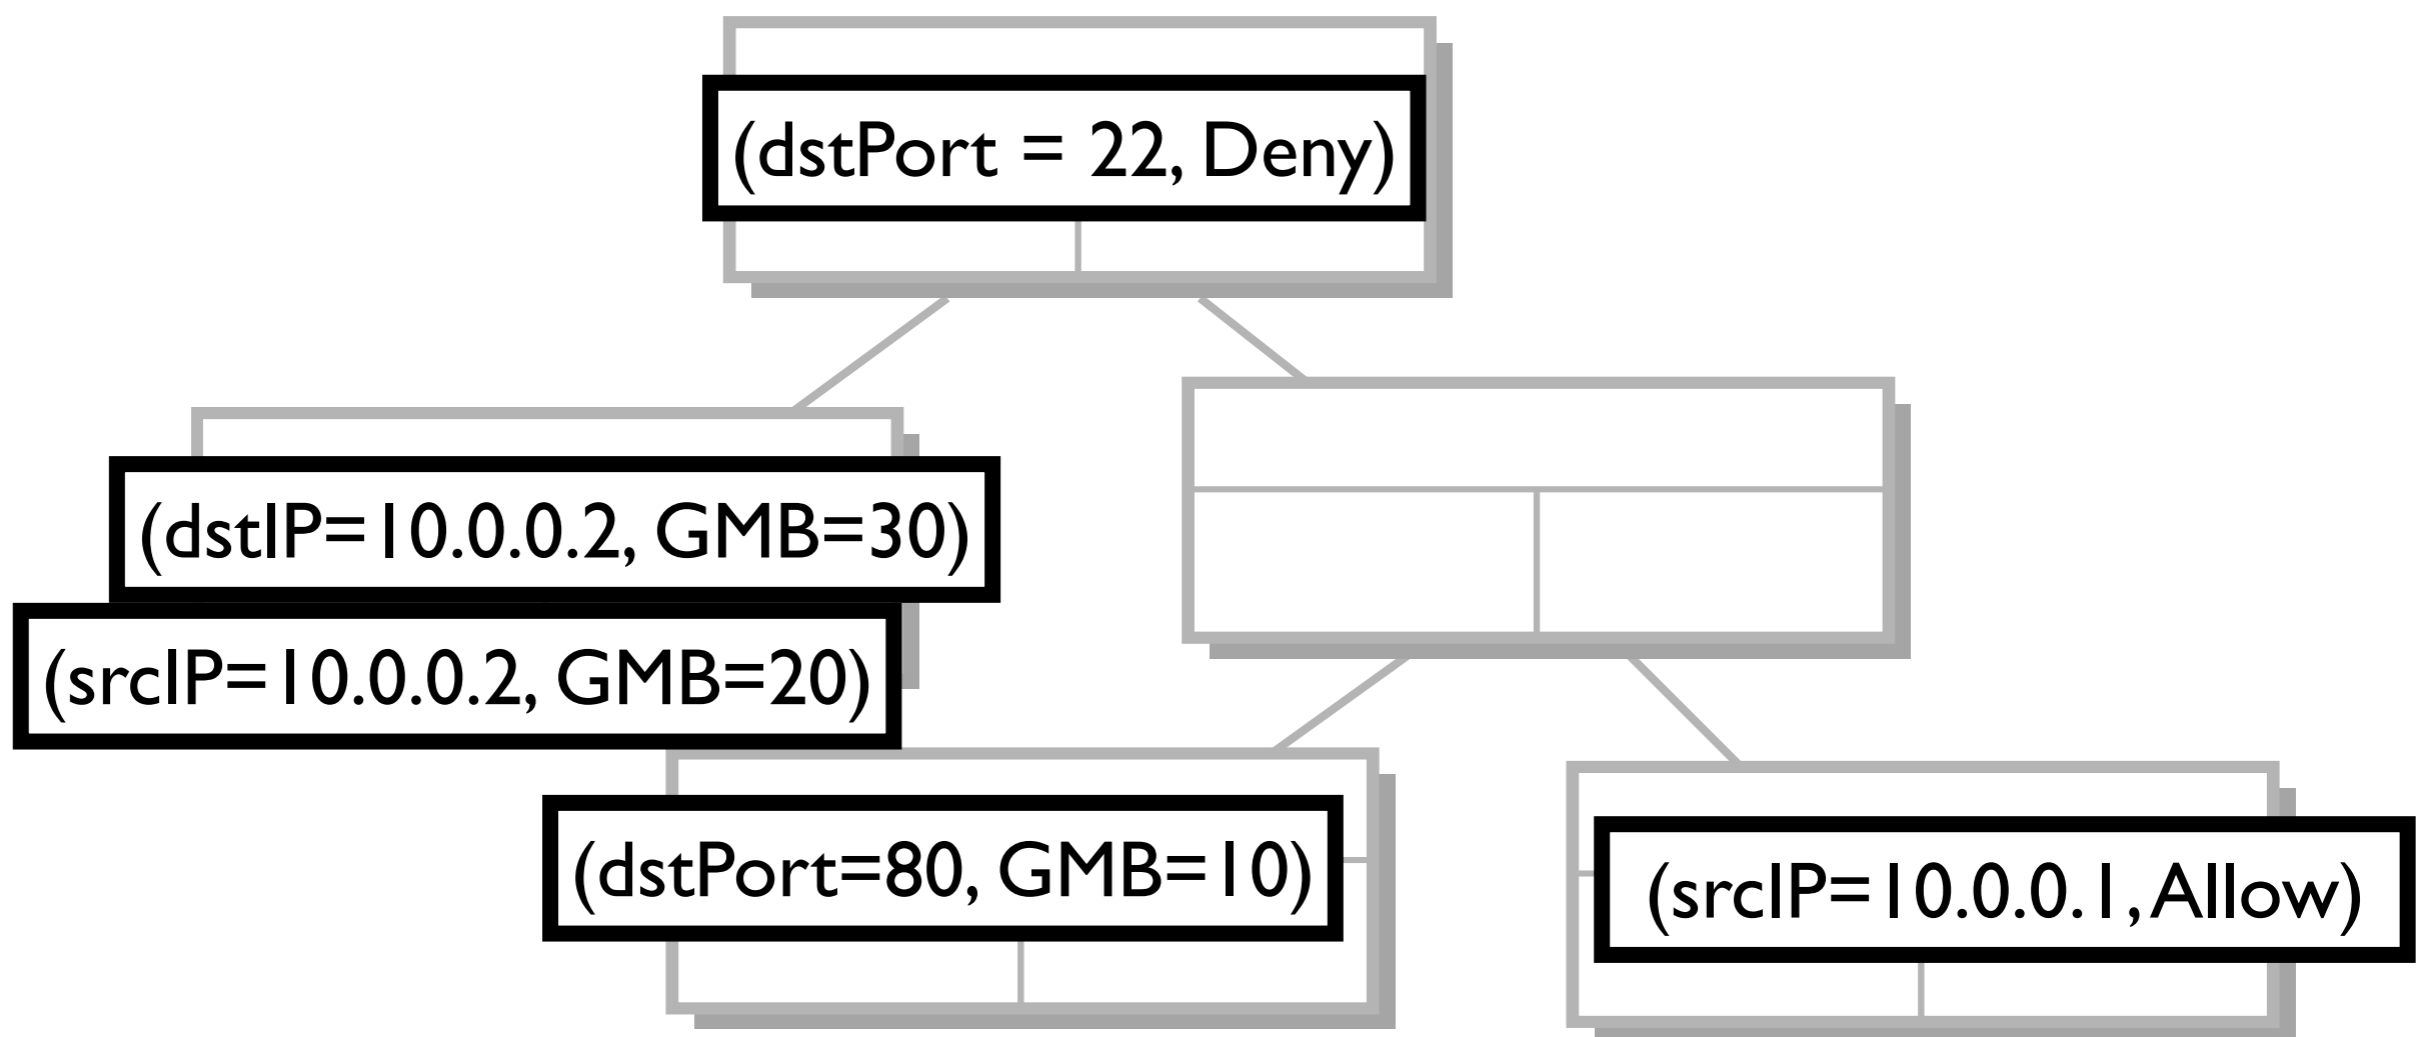 (dstPort = 22, Deny)
(dstIP=10.0.0.2, GMB=30)
(srcIP=10.0.0.2, GMB=20)
(dstPort=80, GMB=10)
(srcIP=10.0.0.1, Allow)